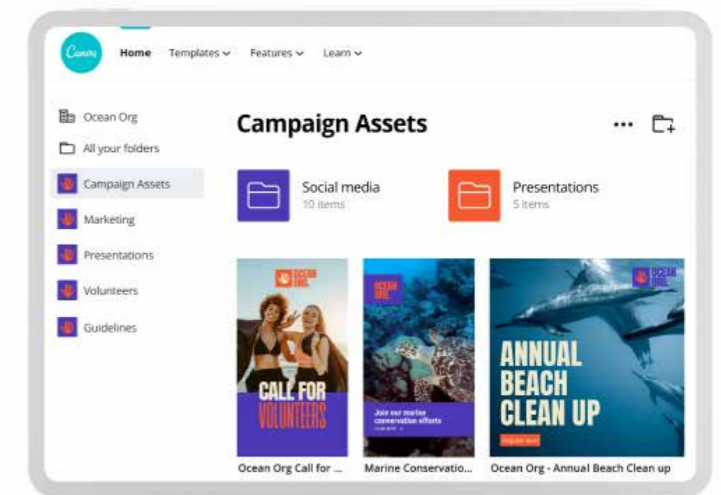 Canva
Home Templates Features Learn
Ocean Org
All your folders
Campaign Assets
Marketing
Presentations
Volunteers
Guidelines
Campaign Assets
Social media
10 items
Presentations
5 items
OCEAN
ORG.
CALL FOR
VOLUNTEERS
Ocean Org Call for ...
OCEAN
ORG.
Join our marine
conservation efforts
Marine Conservatio...
OCEAN
ORG.
ANNUAL
BEACH
CLEAN UP
Register now!
Ocean Org - Annual Beach Clean up